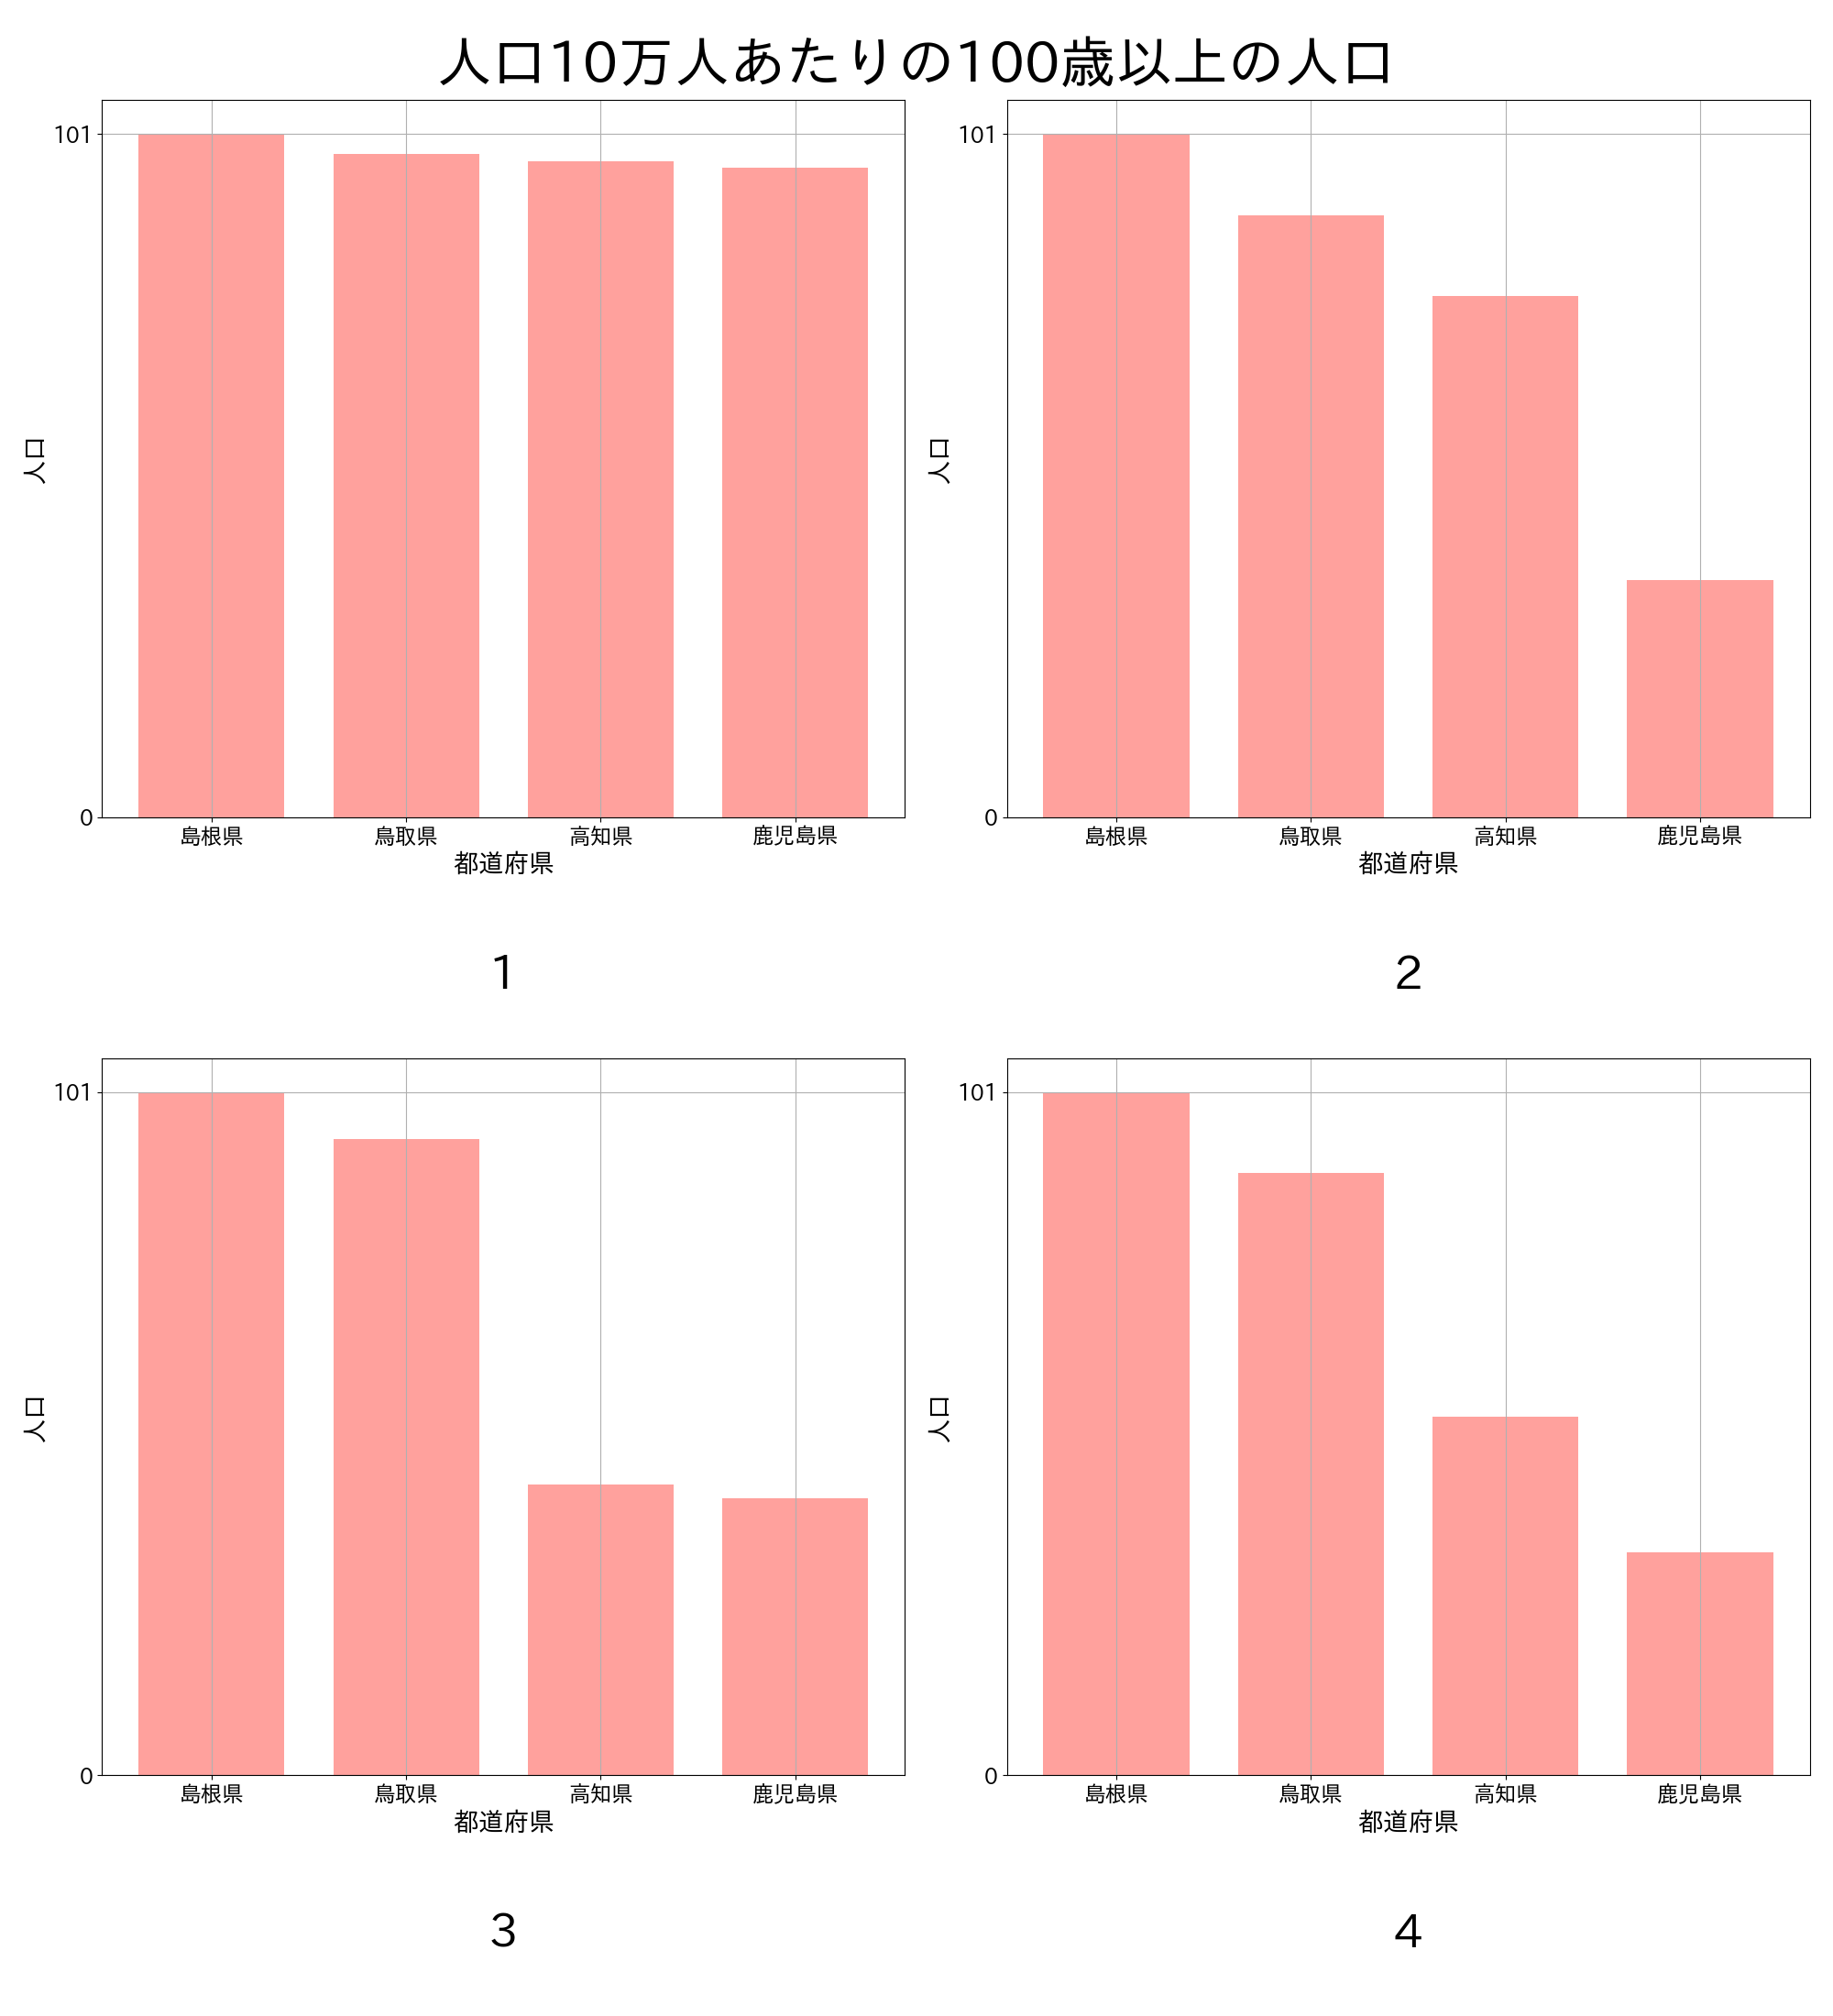 人口10万人あたりの100歳以上の人口
101
0
人口
島根県 鳥取県 高知県 鹿児島県
都道府県
1
101
0
人口
島根県 鳥取県 高知県 鹿児島県
都道府県
2
101
0
人口
島根県 鳥取県 高知県 鹿児島県
都道府県
3
101
0
人口
島根県 鳥取県 高知県 鹿児島県
都道府県
4